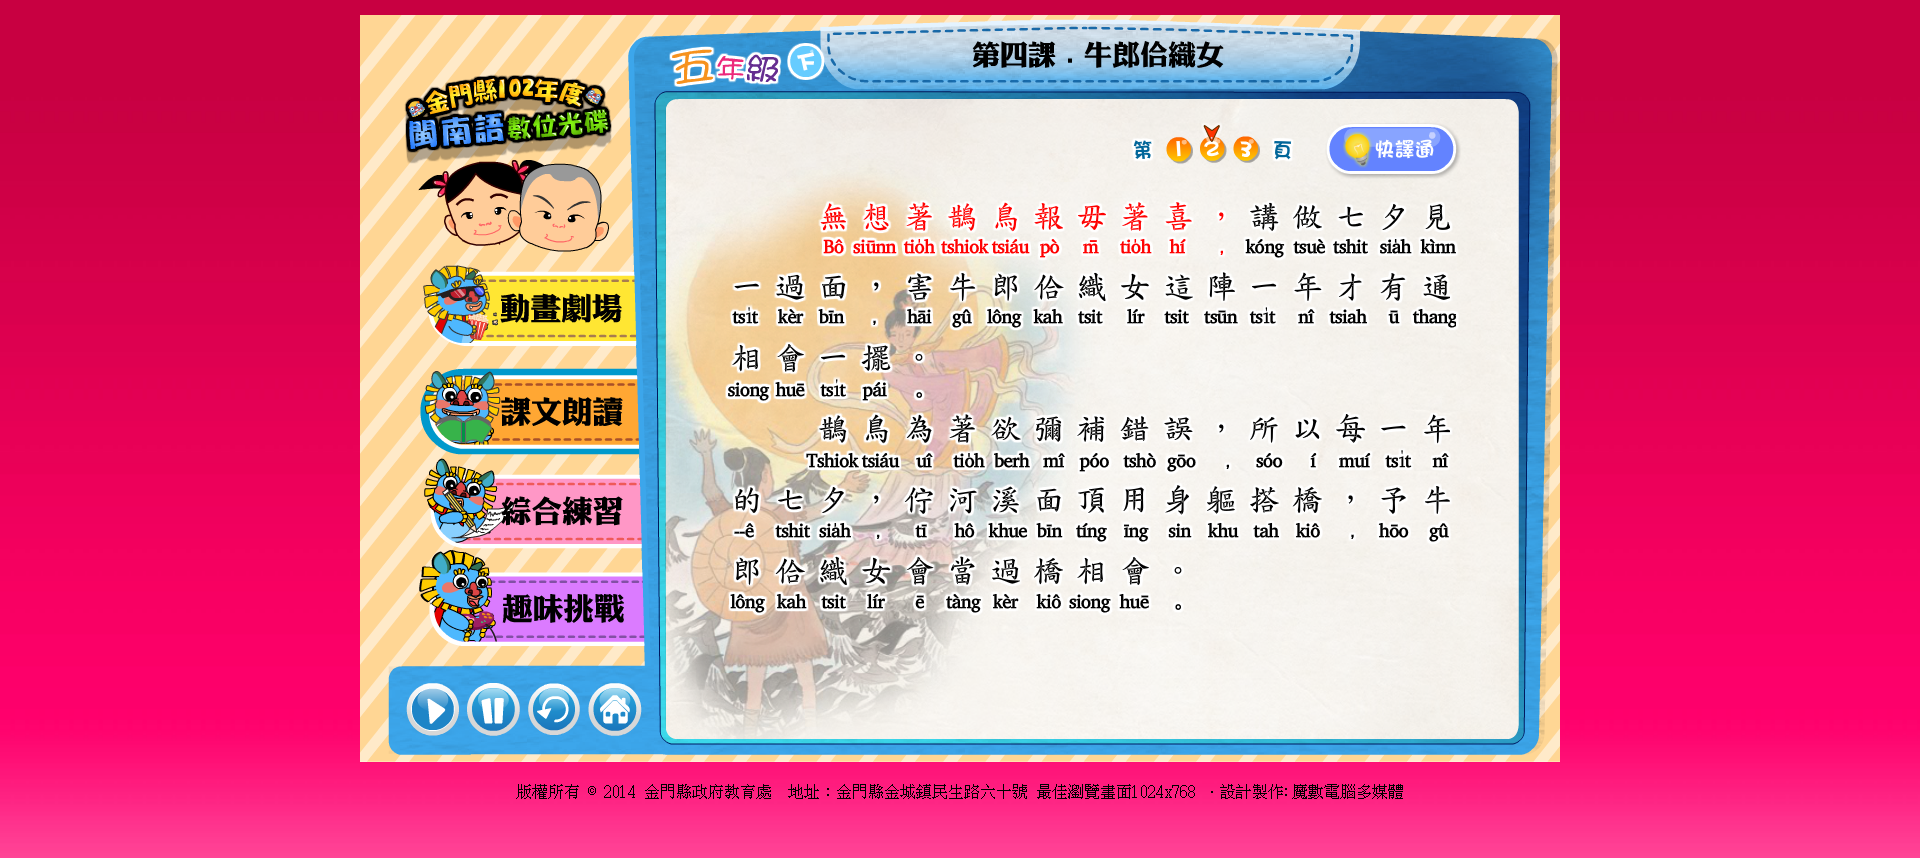 五年級 下
第四課．牛郎佮織女
金門縣102年度
閩南語數位光碟
第 1 2 3 頁
快譯通
動畫劇場
課文朗讀
綜合練習
趣味挑戰
無想著鵲鳥報毋著喜，講做七夕見
Bô siūnn tio̍h tshiok tsiáu pò m̄ tio̍h hí , kóng tsuè tshit sia̍h kìnn
一過面，害牛郎佮織女這陣一年才有通
tsi̍t kèr bīn , hāi gû lông kah tsit lír tsit tsūn tsi̍t nî tsiah ū thang
相會一擺。
siong huē tsi̍t pái 。
鵲鳥為著欲彌補錯誤，所以每一年
Tshiok tsiáu uī tio̍h berh mî póo tshò gōo , sóo í muí tsi̍t nî
的七夕，佇河溪面頂用身軀搭橋，予牛
--ê tshit sia̍h , tī hô khue bīn tíng īng sin khu tah kiô , hōo gû
郎佮織女會當過橋相會。
lông kah tsit lír ē tàng kèr kiô siong huē 。
版權所有 © 2014 金門縣政府教育處 地址：金門縣金城鎮民生路六十號 最佳瀏覽畫面1024x768 ．設計製作:魔數電腦多媒體